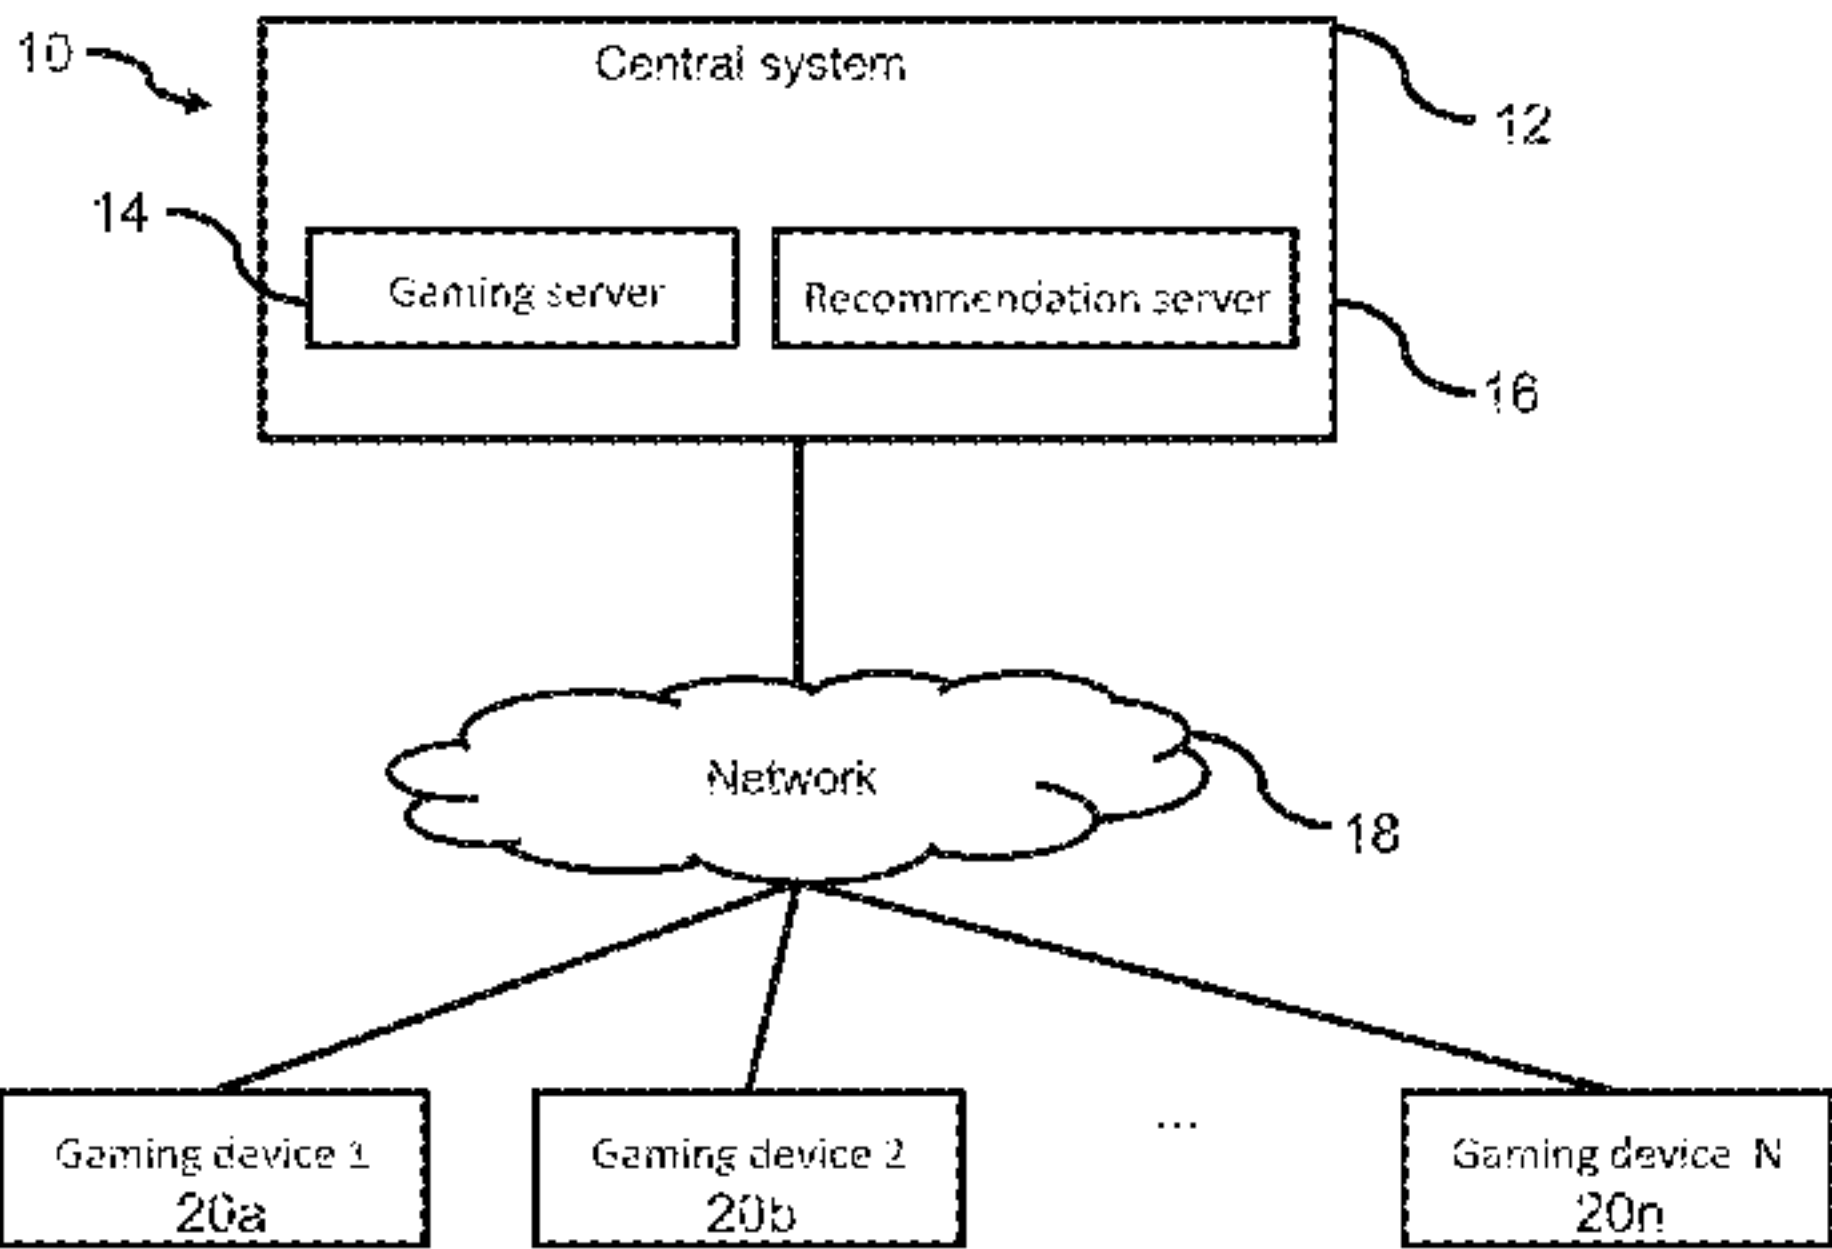 10
Central system
12
14
Gaming server
Recommendation server
16
Network
18
Gaming device 1
20a
Gaming device 2
20b
...
Gaming device N
20n